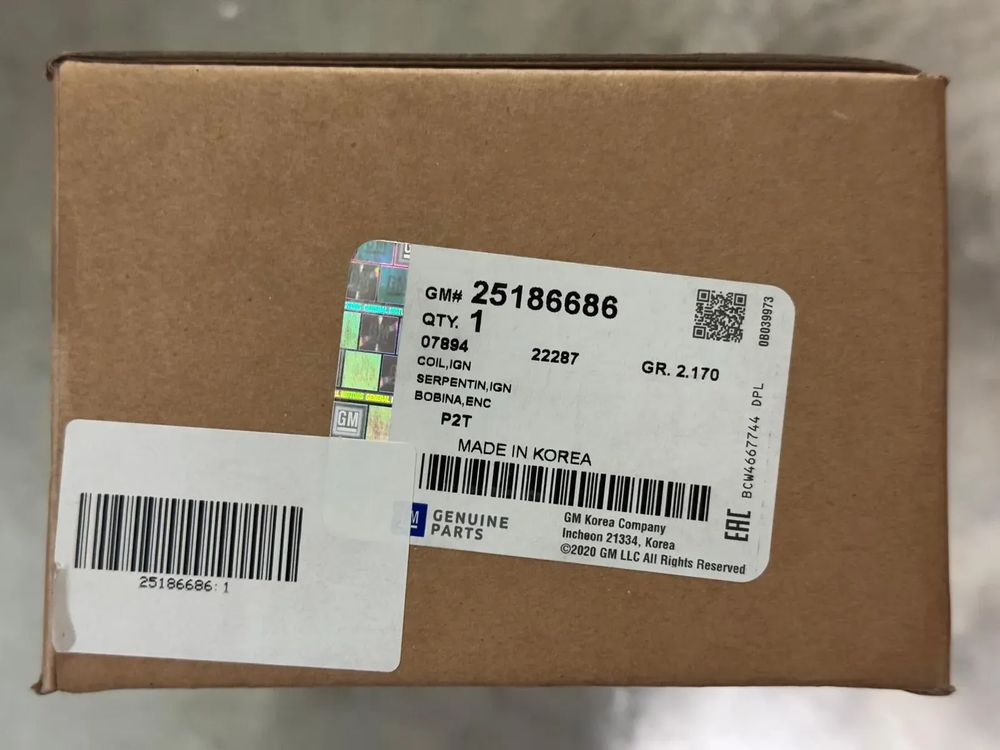 GM# 25186686
QTY. 1
07894 22287 GR. 2.170
COIL,IGN
SERPENTIN,IGN
BOBINA,ENC
P2T
MADE IN KOREA
GM GENUINE PARTS
GM Korea Company
Incheon 21334, Korea
©2020 GM LLC All Rights Reserved
0B039973
BCW4667744 DPL
EAC
GM
25186686:1